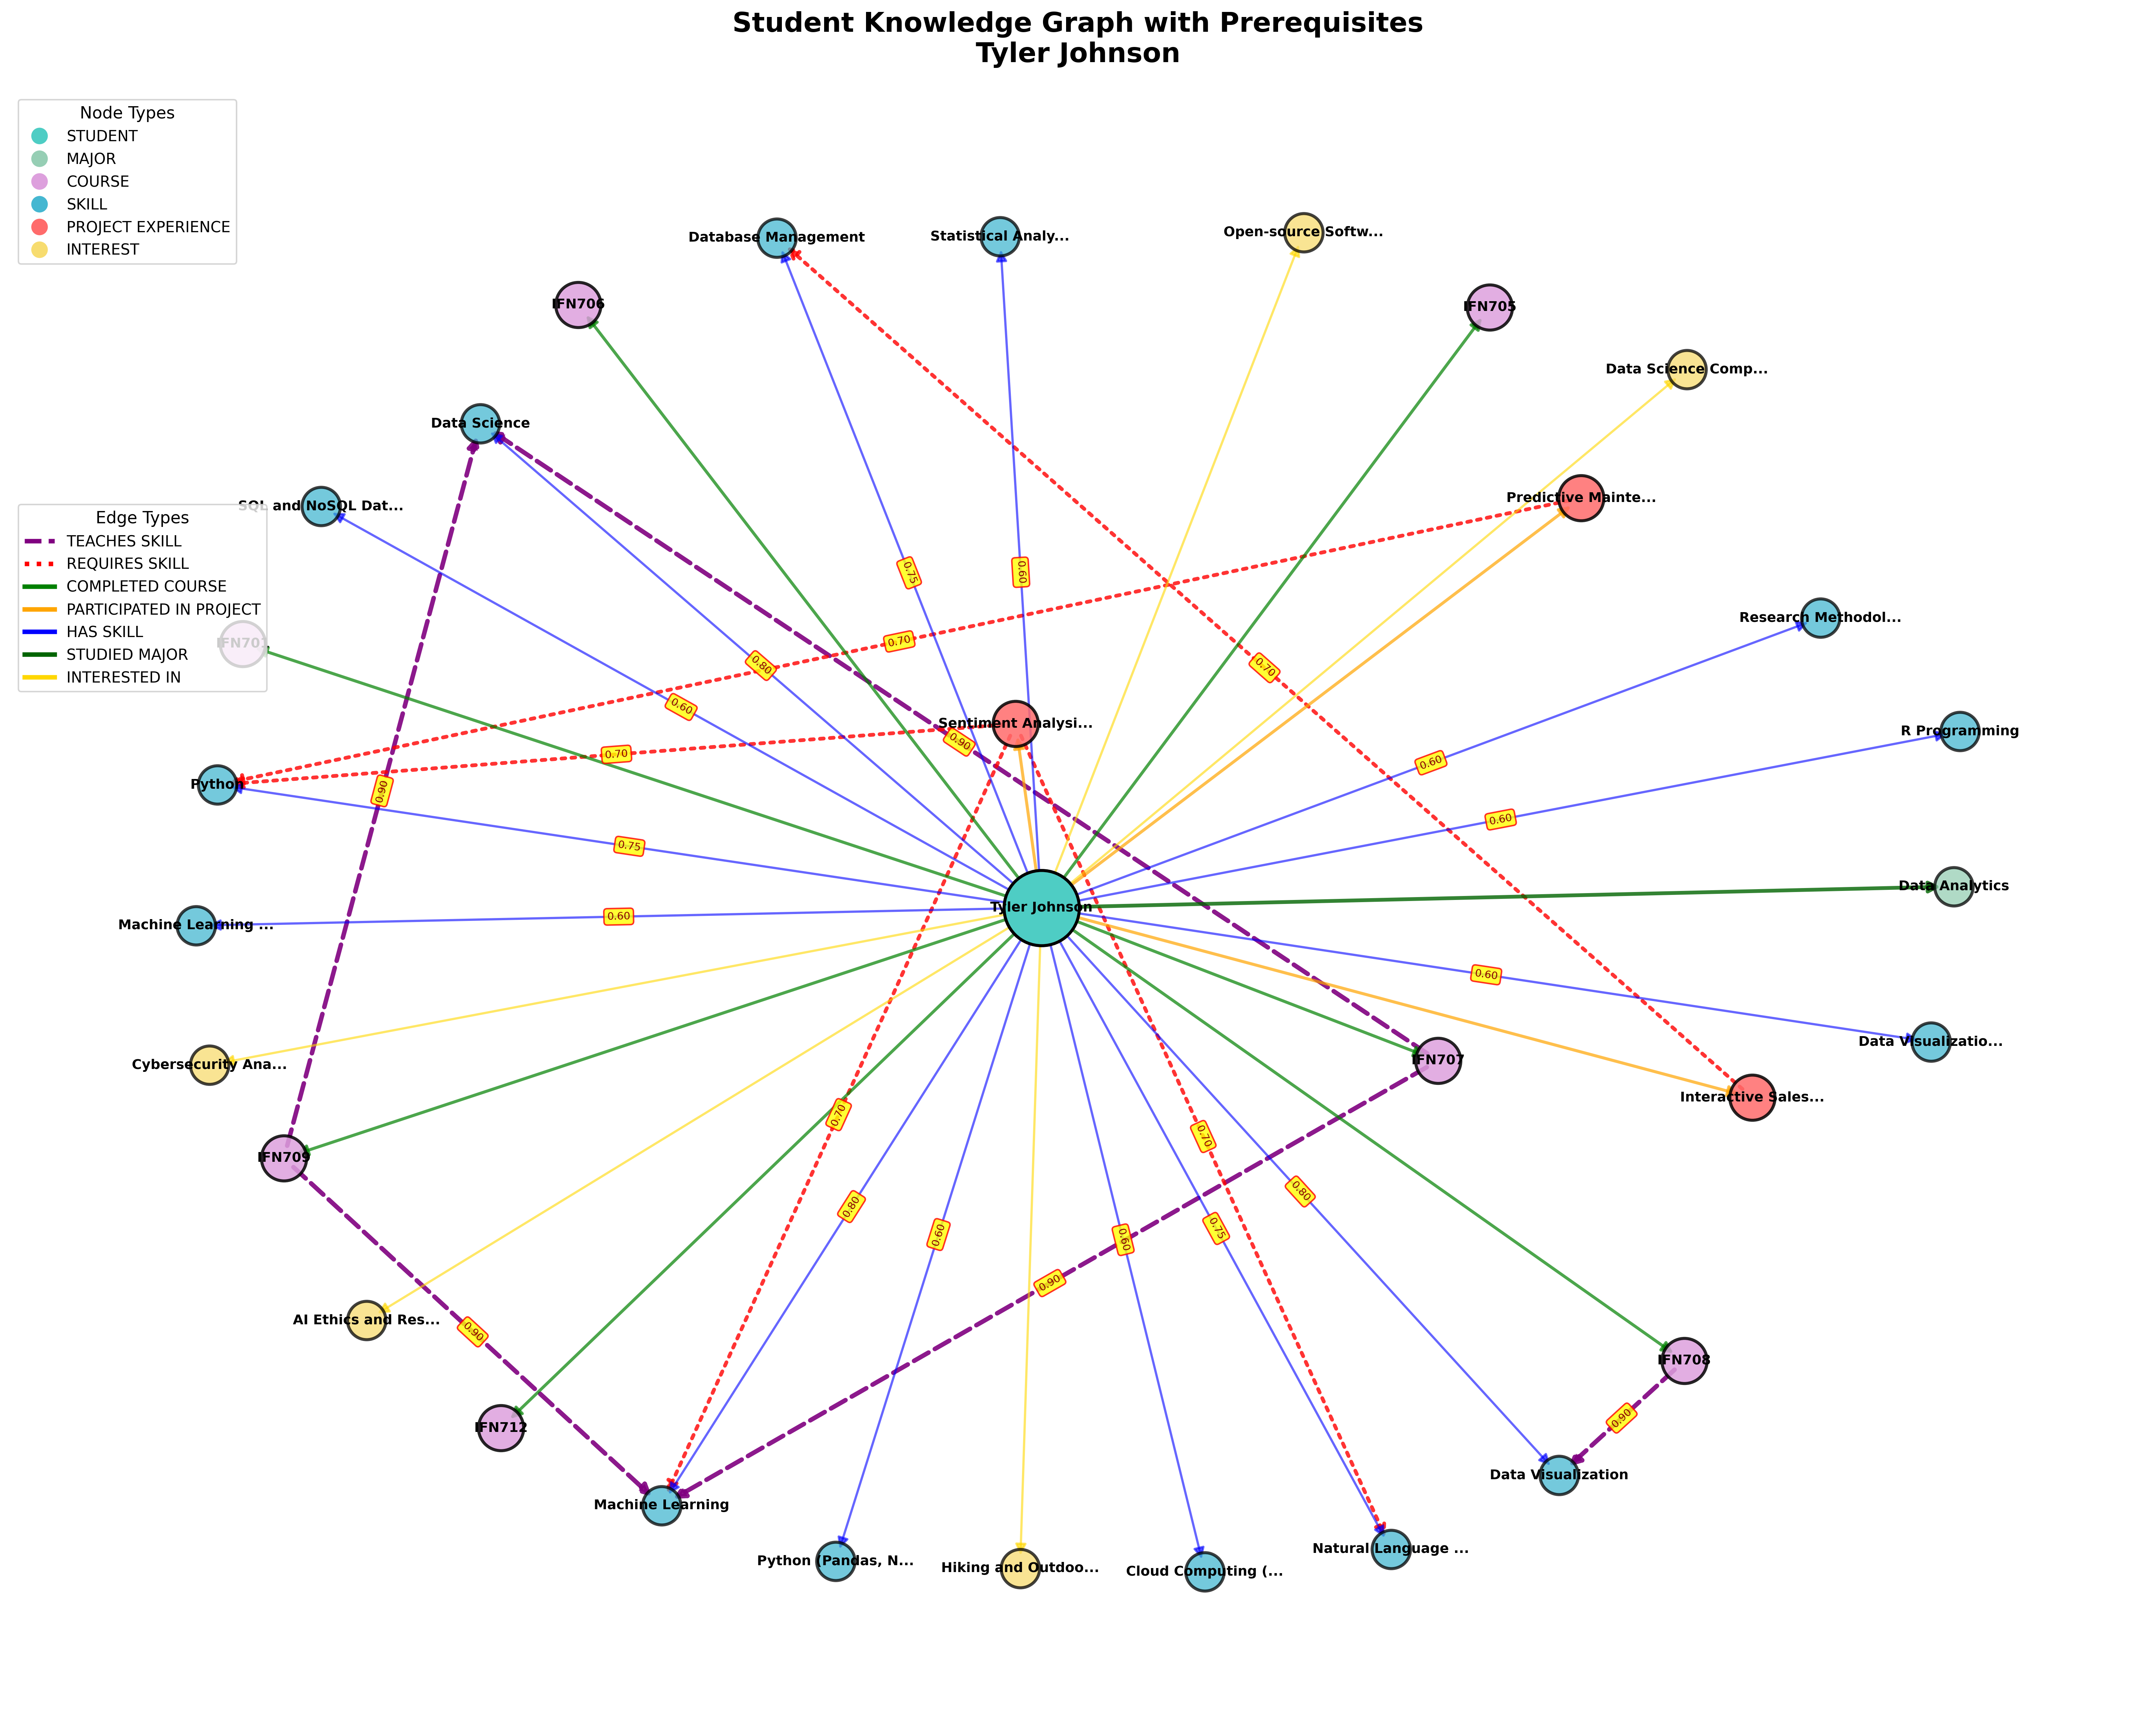 Student Knowledge Graph with Prerequisites
Tyler Johnson
Node Types
STUDENT
MAJOR
COURSE
SKILL
PROJECT EXPERIENCE
INTEREST
Database Management
Statistical Analy...
Open-source Softw...
IFN706
IFN705
Data Science Comp...
Data Science
Predictive Mainte...
SQL and NoSQL Dat...
Edge Types
TEACHES SKILL
REQUIRES SKILL
COMPLETED COURSE
PARTICIPATED IN PROJECT
HAS SKILL
STUDIED MAJOR
INTERESTED IN
0.75
0.60
Research Methodol...
IFN701
0.70
0.80
0.70
0.60
Sentiment Analysi...
R Programming
0.90
0.70
0.60
Python
0.90
0.60
0.75
Data Analytics
Tyler Johnson
Machine Learning ...
0.60
0.60
Data Visualizatio...
Cybersecurity Ana...
IFN707
Interactive Sales...
0.70
0.70
IFN709
0.80
0.80
0.60
0.60
0.75
0.90
AI Ethics and Res...
0.90
IFN708
0.90
IFN712
Data Visualization
Machine Learning
Natural Language ...
Python (Pandas, N...
Hiking and Outdoo...
Cloud Computing (...